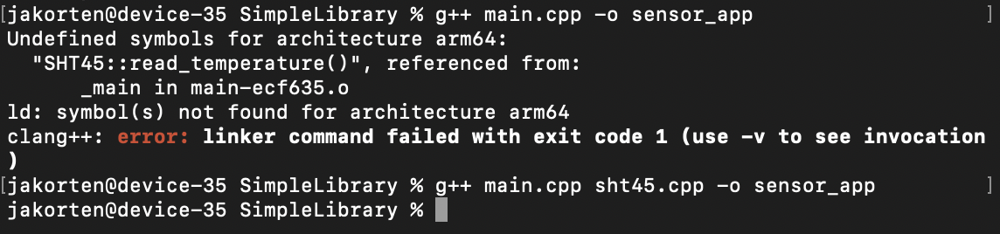 [jakorten@device-35 SimpleLibrary % g++ main.cpp -o sensor_app ]
Undefined symbols for architecture arm64:
  "SHT45::read_temperature()", referenced from:
      _main in main-ecf635.o
ld: symbol(s) not found for architecture arm64
clang++: error: linker command failed with exit code 1 (use -v to see invocation
)
[jakorten@device-35 SimpleLibrary % g++ main.cpp sht45.cpp -o sensor_app ]
jakorten@device-35 SimpleLibrary %